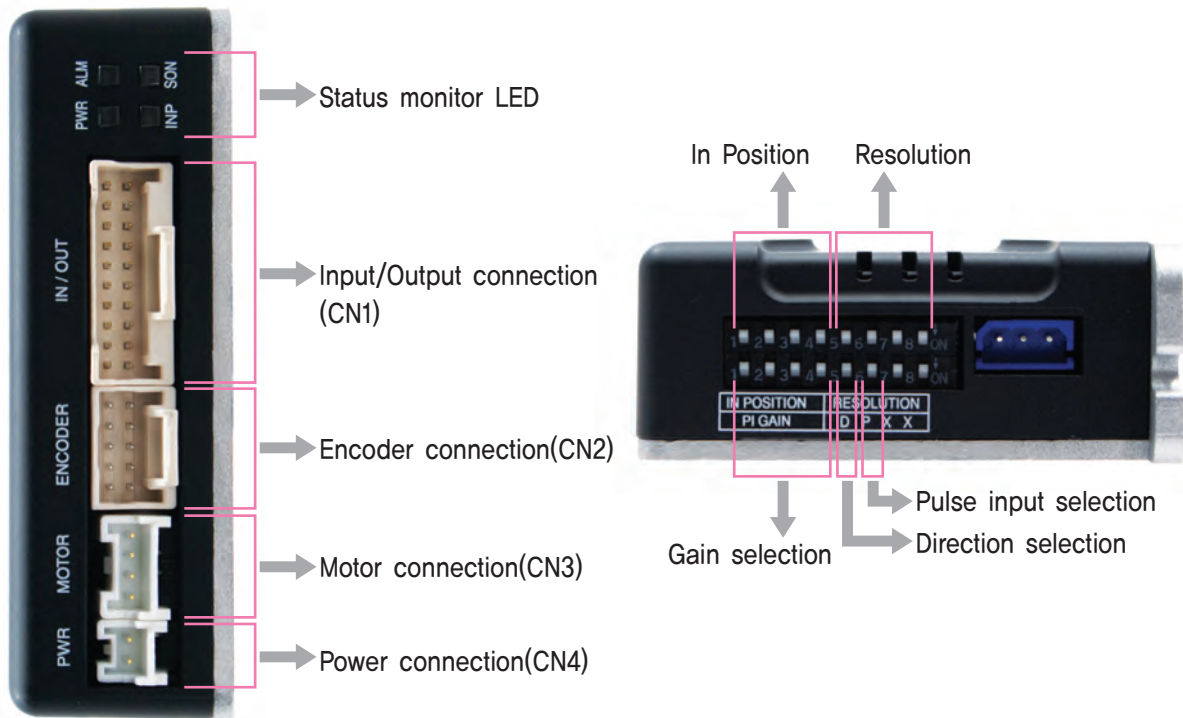 ALM
SON
PWR
INP
Status monitor LED
IN / OUT
Input/Output connection
(CN1)
ENCODER
Encoder connection(CN2)
MOTOR
Motor connection(CN3)
PWR
Power connection(CN4)
In Position
Resolution
1 2 3 4 5 6 7 8 ON
1 2 3 4 5 6 7 8 ON
IN POSITION RESOLUTION
PI GAIN D P X X
Pulse input selection
Direction selection
Gain selection